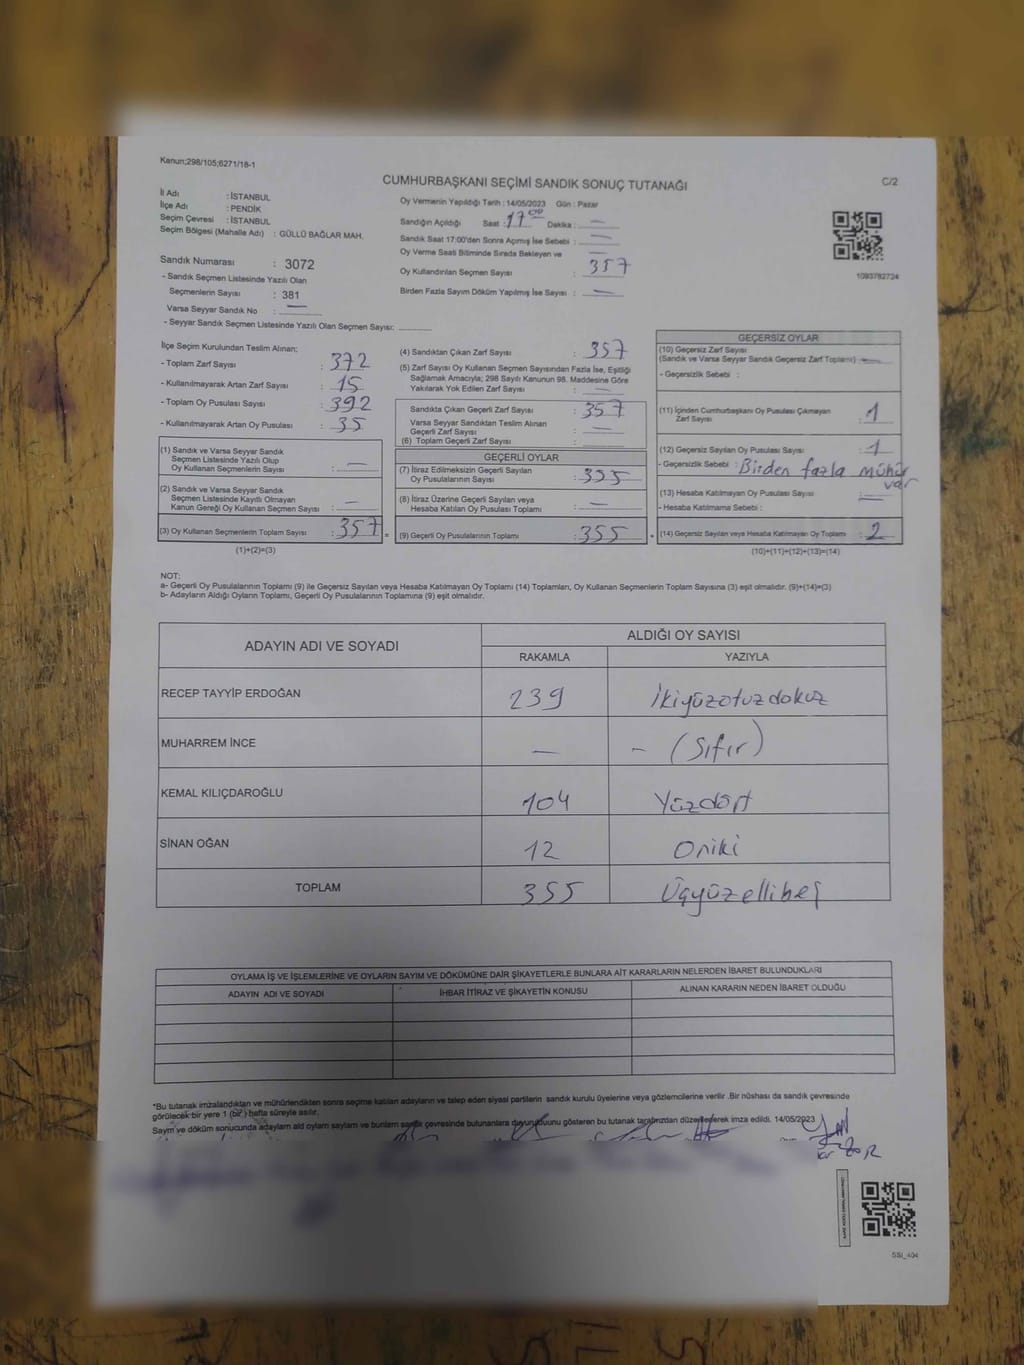 Kanun;298/105;6271/18-1
CUMHURBAŞKANI SEÇİMİ SANDIK SONUÇ TUTANAĞI
C/2
İl Adı : İSTANBUL
İlçe Adı : PENDİK
Seçim Çevresi : İSTANBUL
Seçim Bölgesi (Mahalle Adı) : GÜLLÜ BAĞLAR MAH.
Sandık Numarası : 3072
- Sandık Seçmen Listesinde Yazılı Olan
Seçmenlerin Sayısı : 381
Varsa Seyyar Sandık No : —
- Seyyar Sandık Seçmen Listesinde Yazılı Olan Seçmen Sayısı:
Oy Vermenin Yapıldığı Tarih : 14/05/2023 Gün : Pazar
Sandığın Açıldığı Saat : 17⁰⁰ Dakika : —
Sandık Saat 17:00'den Sonra Açımış İse Sebebi : —
Oy Verme Saati Bitiminde Sırada Bekleyen ve —
Oy Kullandırılan Seçmen Sayısı : 357
Birden Fazla Sayım Döküm Yapılmış İse Sayısı : —
1093782724
İlçe Seçim Kurulundan Teslim Alınan;
- Toplam Zarf Sayısı : 372
- Kullanılmayarak Artan Zarf Sayısı : 15
- Toplam Oy Pusulası Sayısı : 392
- Kullanılmayarak Artan Oy Pusulası : 35
(1) Sandık ve Varsa Seyyar Sandık
Seçmen Listesinde Yazılı Olup
Oy Kullanan Seçmenlerin Sayısı : —
(2) Sandık ve Varsa Seyyar Sandık
Seçmen Listesinde Kayıtlı Olmayan
Kanun Gereği Oy Kullanan Seçmen Sayısı : —
(3) Oy Kullanan Seçmenlerin Toplam Sayısı : 357
(1)+(2)=(3)
(4) Sandıktan Çıkan Zarf Sayısı : 357
(5) Zarf Sayısı Oy Kullanan Seçmen Sayısından Fazla İse, Eşitliği
Sağlamak Amacıyla; 298 Sayılı Kanunun 98. Maddesine Göre
Yakılarak Yok Edilen Zarf Sayısı : —
Sandıkta Çıkan Geçerli Zarf Sayısı : 357
Varsa Seyyar Sandıktan Teslim Alınan
Geçerli Zarf Sayısı : —
(6) Toplam Geçerli Zarf Sayısı :
GEÇERLİ OYLAR
(7) İtiraz Edilmeksizin Geçerli Sayılan
Oy Pusulalarının Sayısı : 355
(8) İtiraz Üzerine Geçerli Sayılan veya
Hesaba Katılan Oy Pusulası Toplamı : —
= (9) Geçerli Oy Pusulalarının Toplamı : 355
GEÇERSİZ OYLAR
(10) Geçersiz Zarf Sayısı
(Sandık ve Varsa Seyyar Sandık Geçersiz Zarf Toplamı) —
- Geçersizlik Sebebi :
(11) İçinden Cumhurbaşkanı Oy Pusulası Çıkmayan
Zarf Sayısı : 1
(12) Geçersiz Sayılan Oy Pusulası Sayısı : 1
- Geçersizlik Sebebi : Birden fazla mühür
var
(13) Hesaba Katılmayan Oy Pusulası Sayısı : —
- Hesaba Katılmama Sebebi :
+ (14) Geçersiz Sayılan veya Hesaba Katılmayan Oy Toplamı : 2
(10)+(11)+(12)+(13)=(14)
NOT:
a- Geçerli Oy Pusulalarının Toplamı (9) ile Geçersiz Sayılan veya Hesaba Katılmayan Oy Toplamı (14) Toplamları, Oy Kullanan Seçmenlerin Toplam Sayısına (3) eşit olmalıdır. (9)+(14)=(3)
b- Adayların Aldığı Oyların Toplamı, Geçerli Oy Pusulalarının Toplamına (9) eşit olmalıdır.
ADAYIN ADI VE SOYADI
ALDIĞI OY SAYISI
RAKAMLA YAZIYLA
RECEP TAYYİP ERDOĞAN 239 İkiyüzotuzdokuz
MUHARREM İNCE — - (Sıfır)
KEMAL KILIÇDAROĞLU 104 Yüzdört
SİNAN OĞAN 12 Oniki
TOPLAM 355 Üçyüzellibeş
OYLAMA İŞ VE İŞLEMLERİNE VE OYLARIN SAYIM VE DÖKÜMÜNE DAİR ŞİKAYETLERLE BUNLARA AİT KARARLARIN NELERDEN İBARET BULUNDUKLARI
ADAYIN ADI VE SOYADI İHBAR İTİRAZ VE ŞİKAYETİN KONUSU ALINAN KARARIN NEDEN İBARET OLDUĞU
*Bu tutanak imzalandıktan ve mühürlendikten sonra seçime katılan adayların ve talep eden siyasi partilerin sandık kurulu üyelerine veya gözlemcilerine verilir .Bir nüshası da sandık çevresinde
görülecek bir yere 1 (bir ) hafta süreyle asılır.
Sayım ve döküm sonucunda adayların oylarını sayılarını ve bunların sandık çevresinde bulunanlara duyurulduğunu gösteren bu tutanak tarafımızdan düzenlenerek imza edildi. 14/05/2023
SSI_404